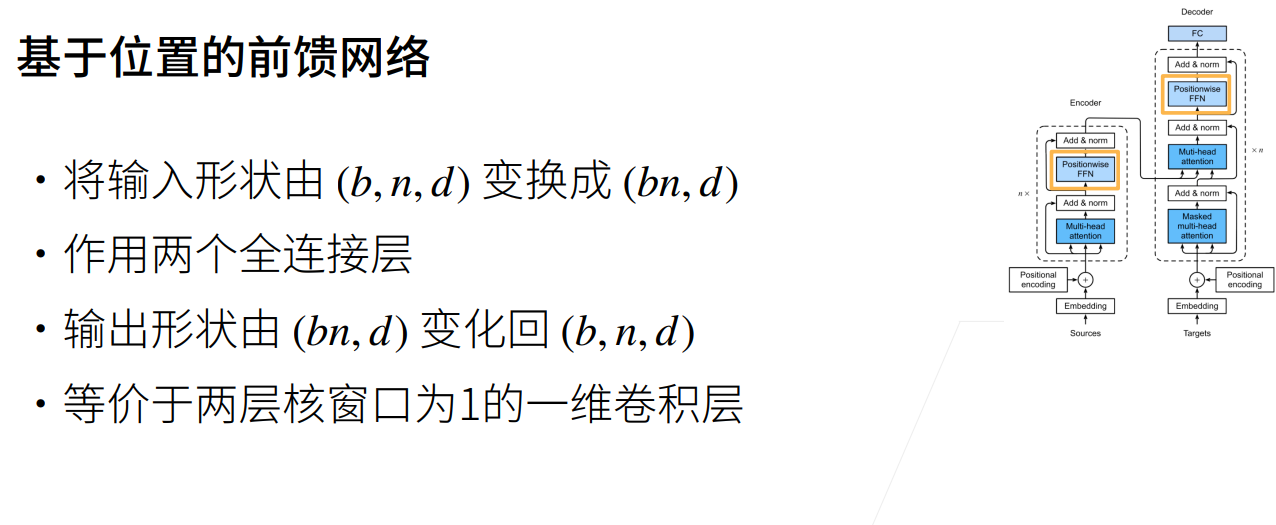 基于位置的前馈网络
• 将输入形状由 (b, n, d) 变换成 (bn, d)
• 作用两个全连接层
• 输出形状由 (bn, d) 变化回 (b, n, d)
• 等价于两层核窗口为1的一维卷积层
Encoder
Add & norm
Positionwise
FFN
n×
Add & norm
Multi-head
attention
Positional
encoding
+
Embedding
Sources
Decoder
FC
Add & norm
Positionwise
FFN
Add & norm
× n
Muti-head
attention
Add & norm
Masked
multi-head
attention
+
Positional
encoding
Embedding
Targets